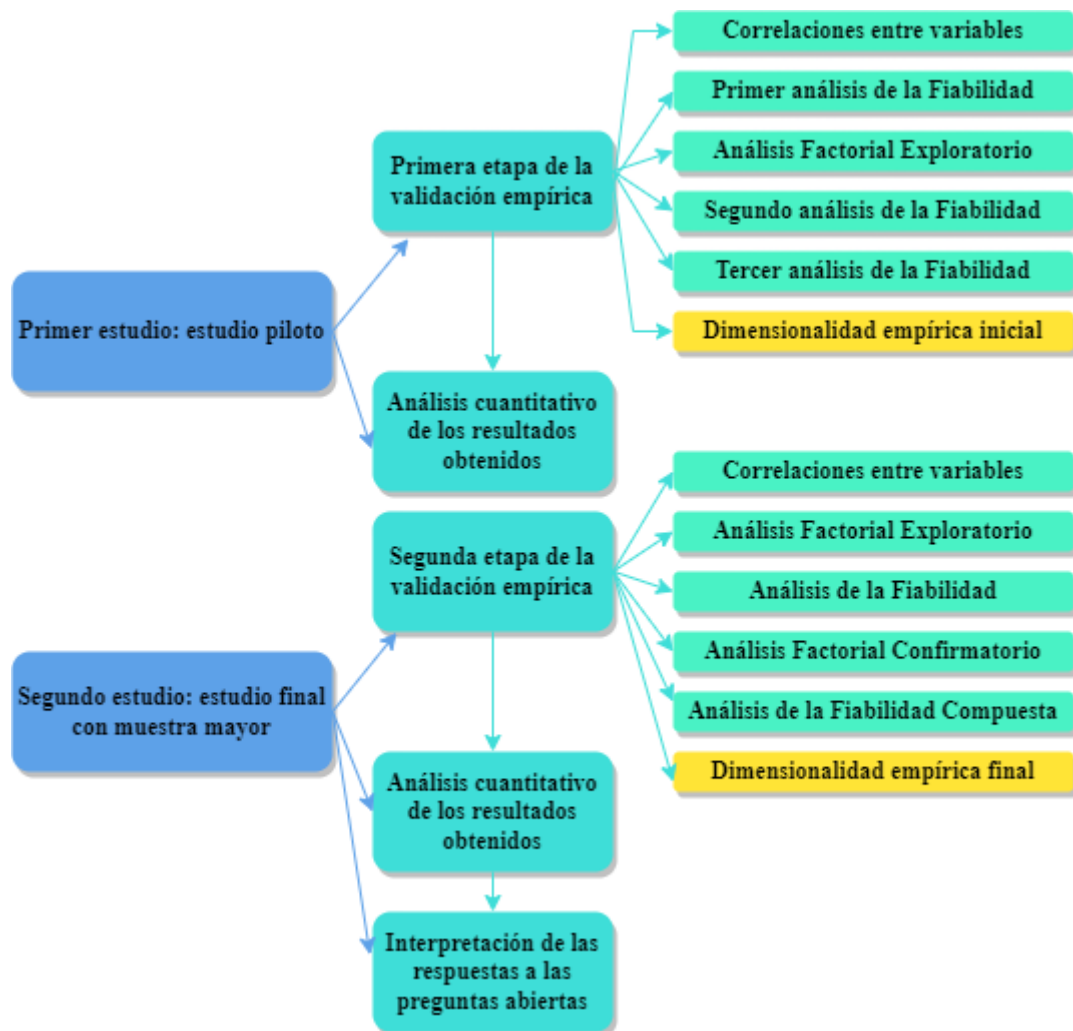 Primer estudio: estudio piloto
Primera etapa de la
validación empírica
Correlaciones entre variables
Primer análisis de la Fiabilidad
Análisis Factorial Exploratorio
Segundo análisis de la Fiabilidad
Tercer análisis de la Fiabilidad
Dimensionalidad empírica inicial
Análisis cuantitativo
de los resultados
obtenidos
Segundo estudio: estudio final
con muestra mayor
Segunda etapa de la
validación empírica
Correlaciones entre variables
Análisis Factorial Exploratorio
Análisis de la Fiabilidad
Análisis Factorial Confirmatorio
Análisis de la Fiabilidad Compuesta
Dimensionalidad empírica final
Análisis cuantitativo
de los resultados
obtenidos
Interpretación de las
respuestas a las
preguntas abiertas